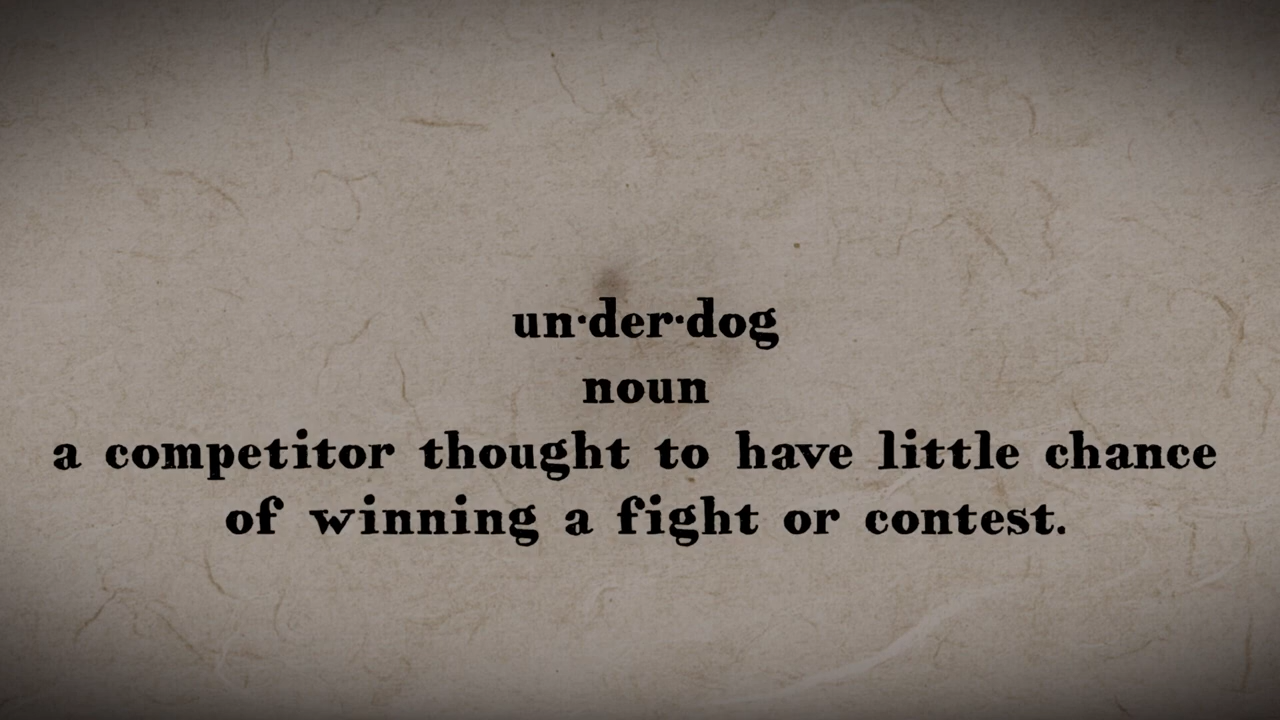 un·der·dog
noun
a competitor thought to have little chance
of winning a fight or contest.